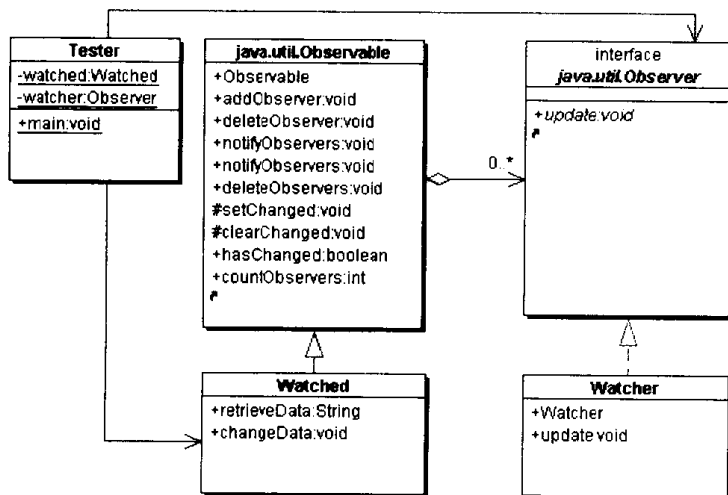 Tester
-watched:Watched
-watcher:Observer
+main:void
java.util.Observable
+Observable
+addObserver:void
+deleteObserver:void
+notifyObservers:void
+notifyObservers:void
+deleteObservers:void
#setChanged:void
#clearChanged:void
+hasChanged:boolean
+countObservers:int
0..*
interface
java.util.Observer
+update:void
Watched
+retrieveData:String
+changeData:void
Watcher
+Watcher
+update:void